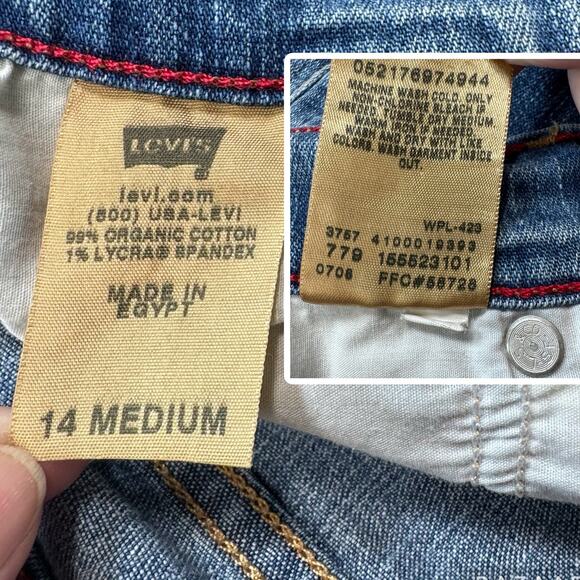 LEVI'S
levi.com
(800) USA-LEVI
99% ORGANIC COTTON
1% LYCRA® SPANDEX
MADE IN
EGYPT
14 MEDIUM
052176974944
MACHINE WASH COLD. ONLY
NON-CHLORINE BLEACH IF
NEEDED. TUMBLE DRY MEDIUM
WARM IRON IF NEEDED.
WASH AND DRY WITH LIKE
COLORS. WASH GARMENT INSIDE
OUT.
WPL-423
3757 4100019393
779 155523101
0706 FFC#58728